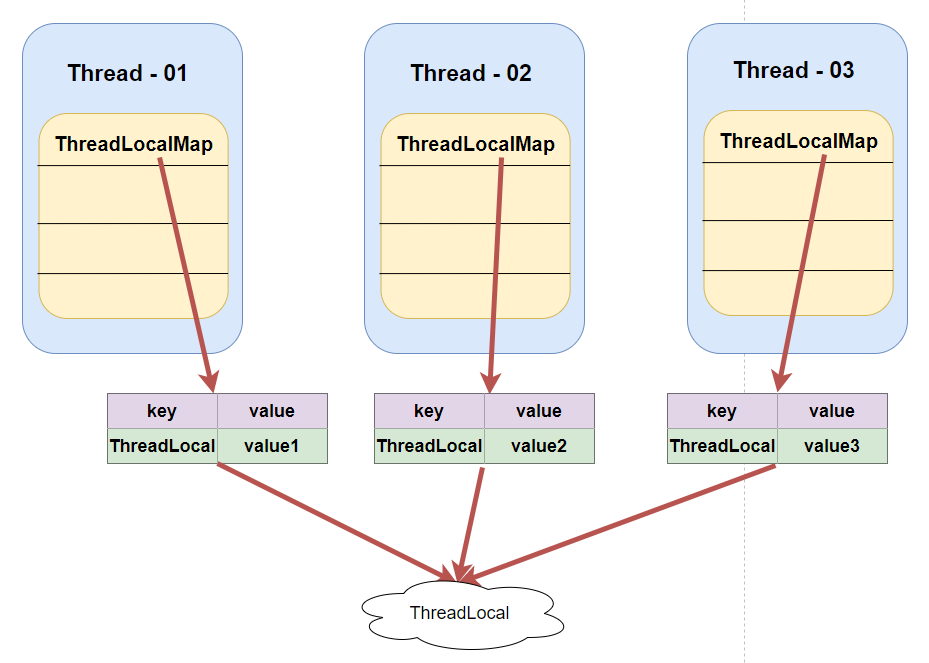 Thread - 01
Thread - 02
Thread - 03
ThreadLocalMap
ThreadLocalMap
ThreadLocalMap
key value
ThreadLocal value1
key value
ThreadLocal value2
key value
ThreadLocal value3
ThreadLocal